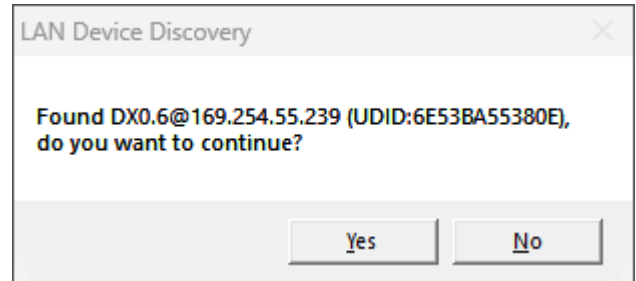 LAN Device Discovery
Found DX0.6@169.254.55.239 (UDID:6E53BA55380E),
do you want to continue?
Yes No